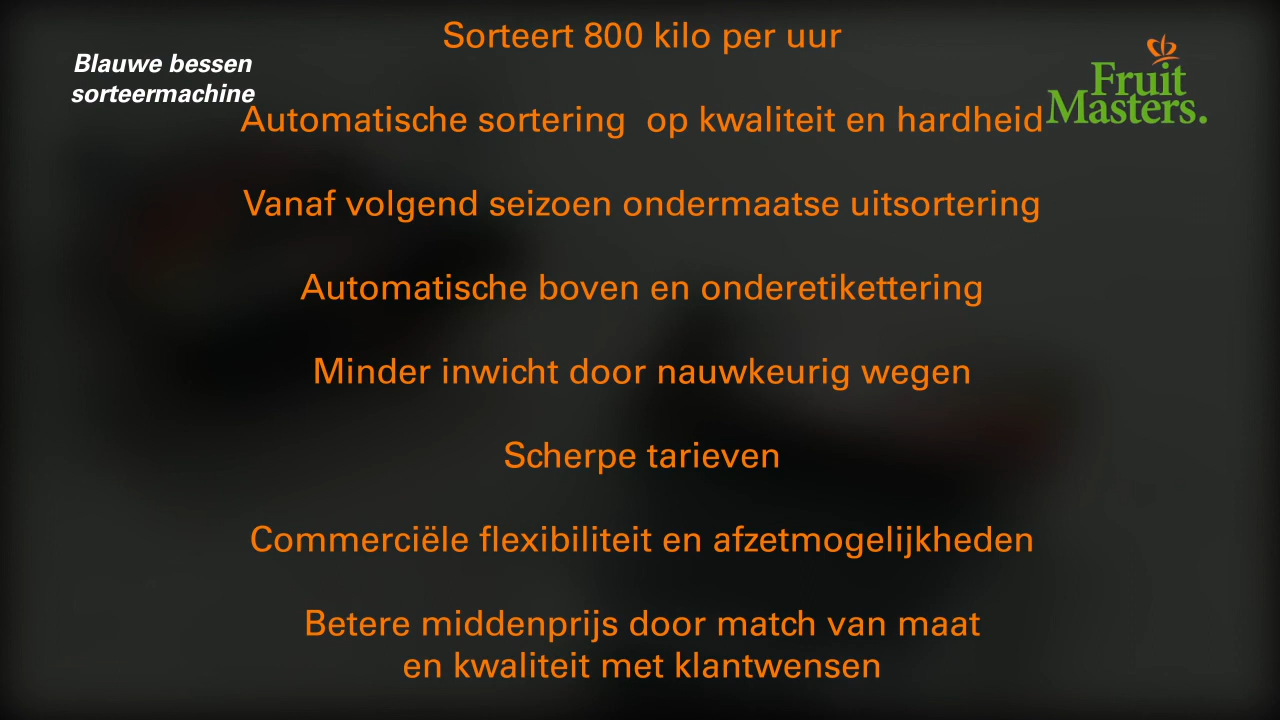 Sorteert 800 kilo per uur
Blauwe bessen
sorteermachine
Fruit
Masters.
Automatische sortering  op kwaliteit en hardheid
Vanaf volgend seizoen ondermaatse uitsortering
Automatische boven en onderetikettering
Minder inwicht door nauwkeurig wegen
Scherpe tarieven
Commerciële flexibiliteit en afzetmogelijkheden
Betere middenprijs door match van maat
en kwaliteit met klantwensen